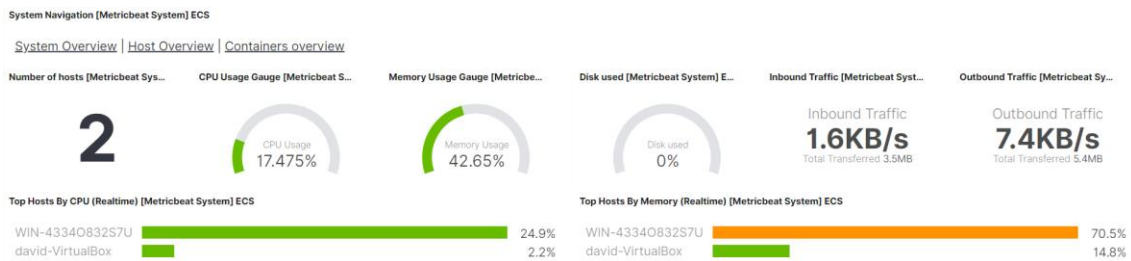 System Navigation [Metricbeat System] ECS
System Overview | Host Overview | Containers overview
Number of hosts [Metricbeat Sys...
CPU Usage Gauge [Metricbeat S...
Memory Usage Gauge [Metricbe...
Disk used [Metricbeat System] E...
Inbound Traffic [Metricbeat Syst...
Outbound Traffic [Metricbeat Sy...
2
CPU Usage
17.475%
Memory Usage
42.65%
Disk used
0%
Inbound Traffic
1.6KB/s
Total Transferred 3.5MB
Outbound Traffic
7.4KB/s
Total Transferred 5.4MB
Top Hosts By CPU (Realtime) [Metricbeat System] ECS
WIN-4334O832S7U 24.9%
david-VirtualBox 2.2%
Top Hosts By Memory (Realtime) [Metricbeat System] ECS
WIN-4334O832S7U 70.5%
david-VirtualBox 14.8%